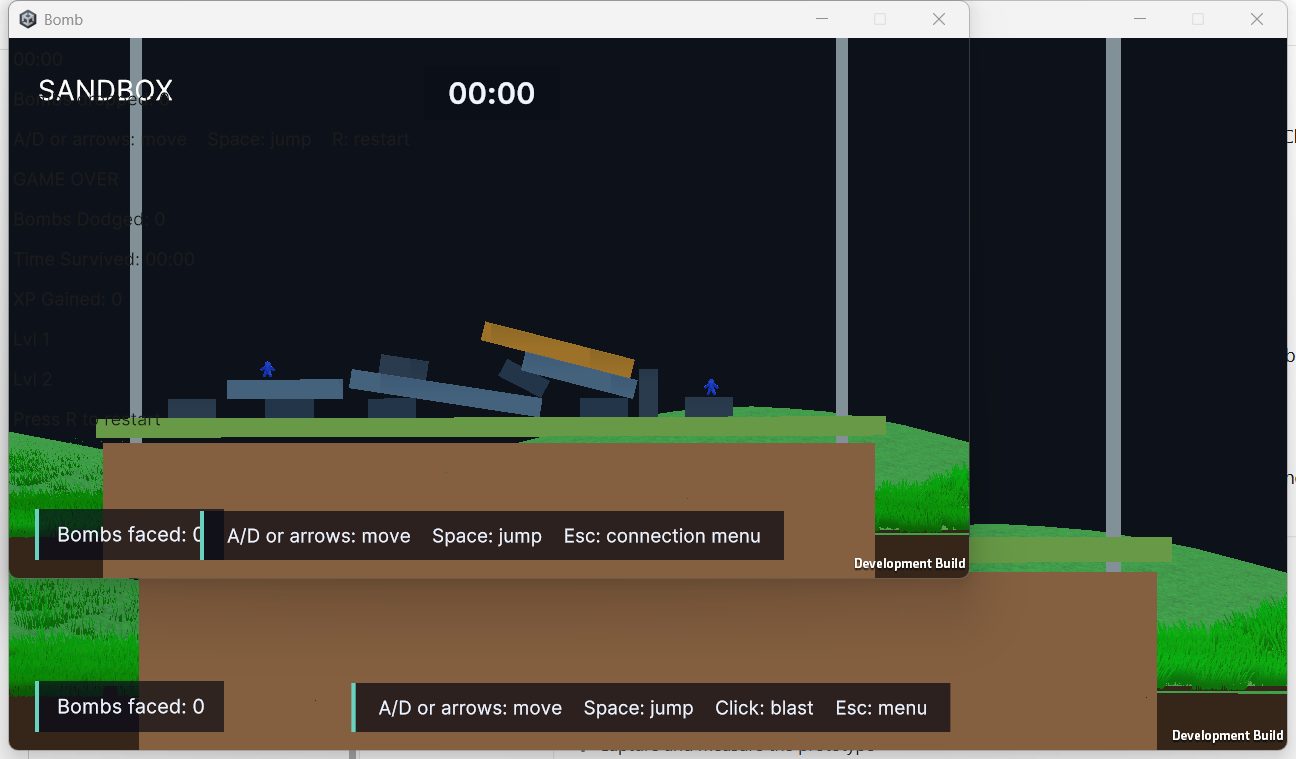 Bomb
00:00
SANDBOX
00:00
A/D or arrows: move Space: jump R: restart
GAME OVER
Bombs Dodged: 0
Time Survived: 00:00
XP Gained: 0
Lvl 1
Lvl 2
Press R to restart
Bombs faced: 0
A/D or arrows: move Space: jump Esc: connection menu
Development Build
Bombs faced: 0
A/D or arrows: move Space: jump Click: blast Esc: menu
Development Build